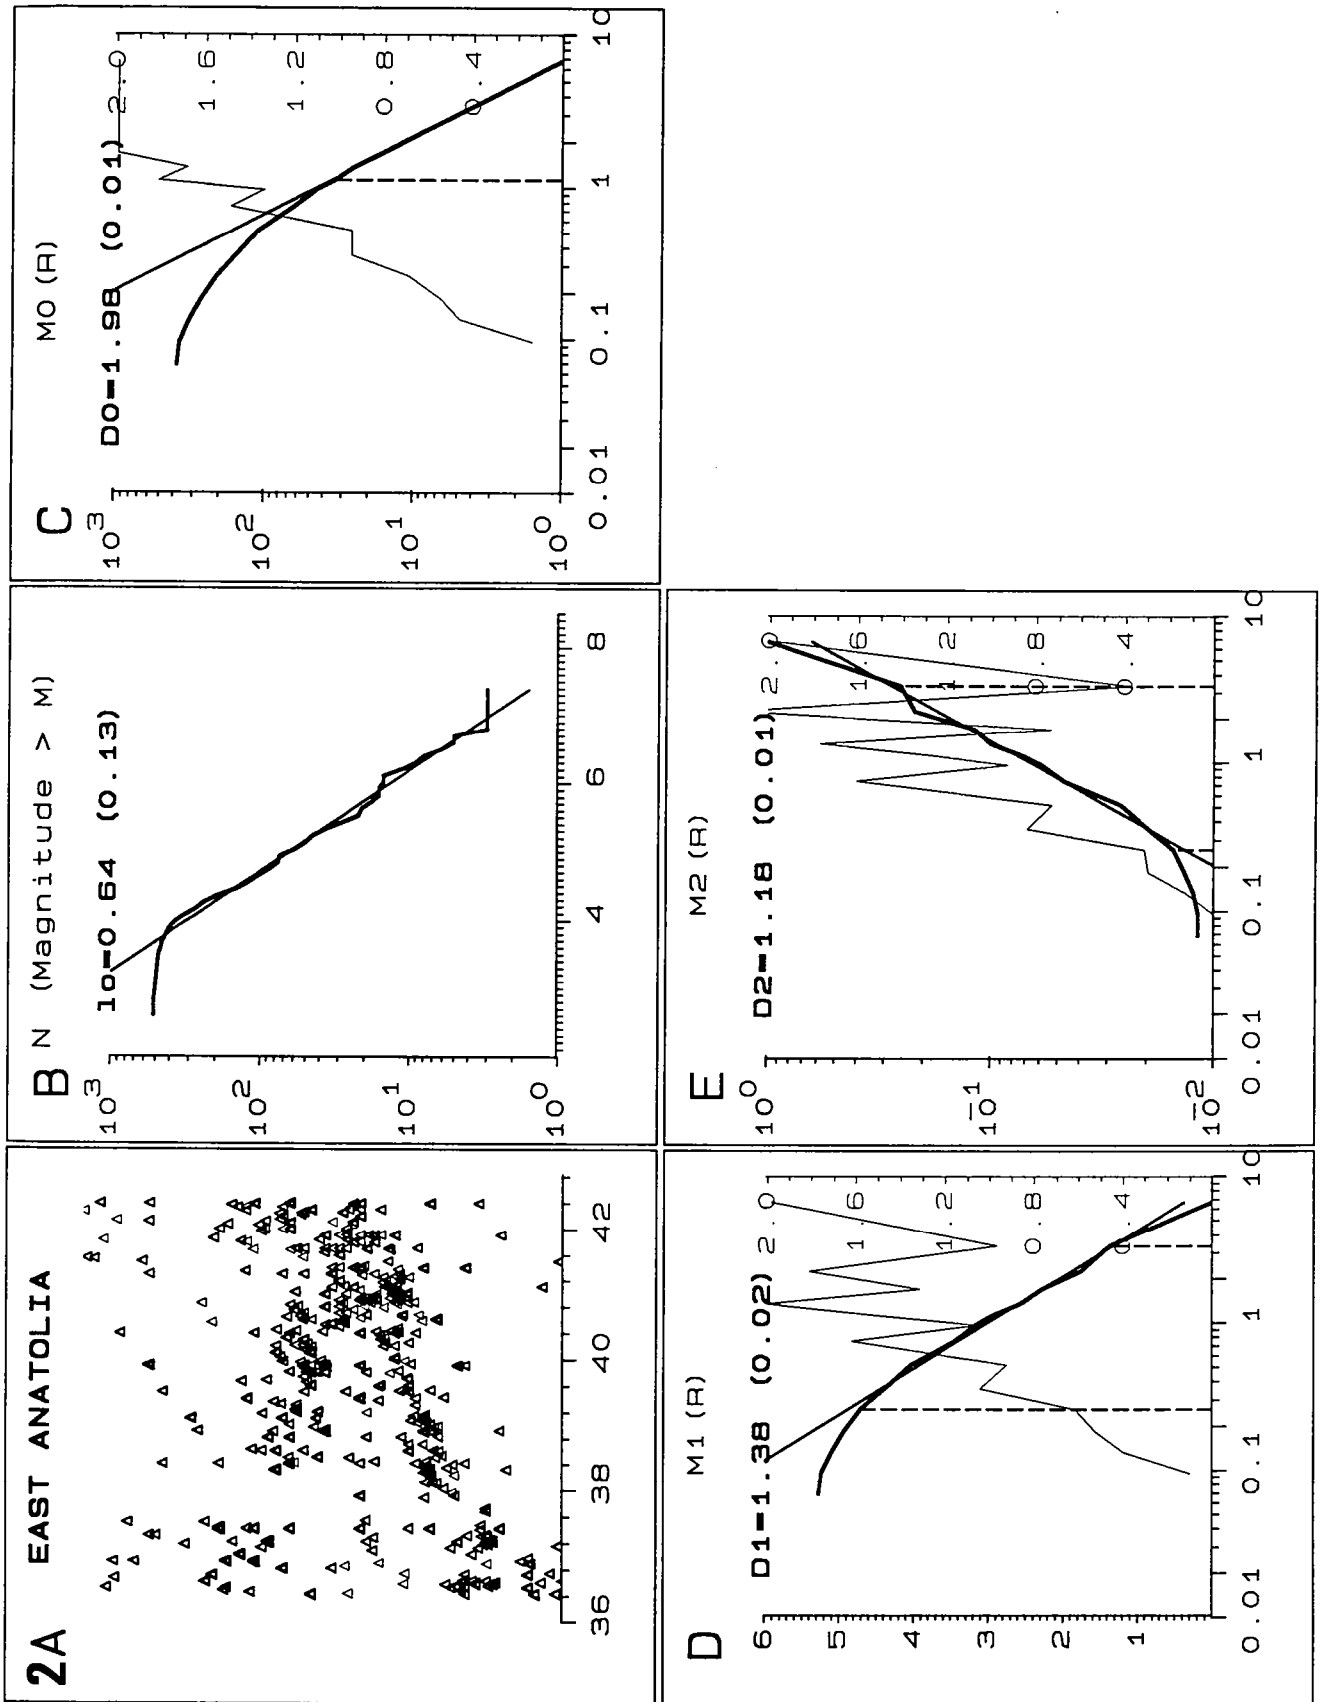 2A EAST ANATOLIA
36 38 40 42
B N (Magnitude > M)
lo=0.64 (0.13)
10^3
10^2
10^1
10^0
4 6 8
C M0 (R)
D0=1.98 (0.01)
10^3
10^2
10^1
10^0
2.0
1.6
1.2
0.8
0.4
0.01 0.1 1 10
D M1 (R)
D1=1.38 (0.02)
6
5
4
3
2
1
2.0
1.6
1.2
0.8
0.4
0.01 0.1 1 10
E M2 (R)
D2=1.18 (0.01)
10^0
10^-1
10^-2
2.0
1.6
1.2
0.8
0.4
0.01 0.1 1 10